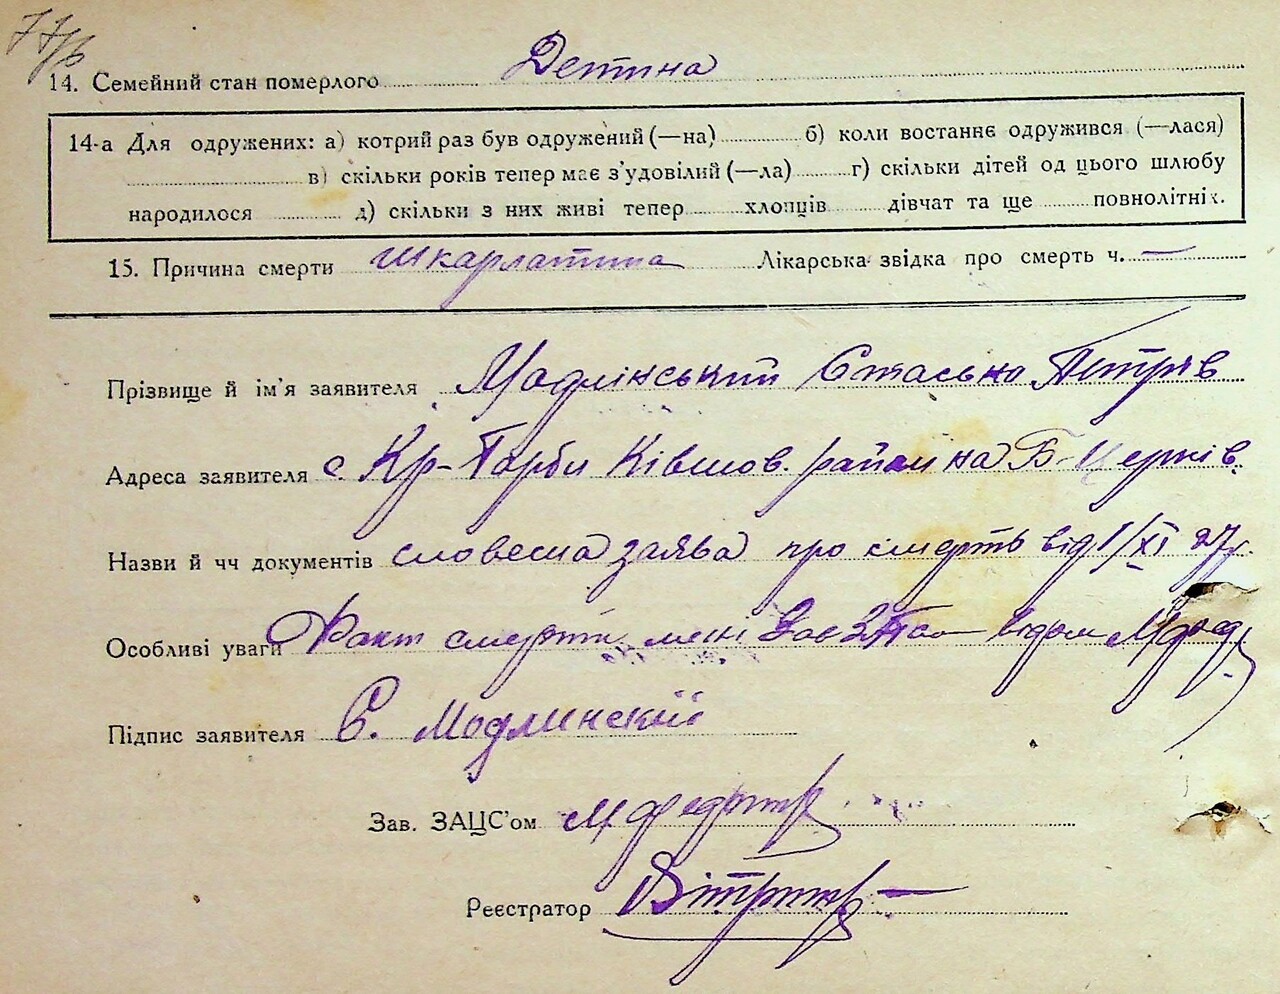 77/б
14. Семейний стан померлого Детина
14-а Для одружених: а) котрий раз був одружений (—на) б) коли востаннє одружився (—лася)
в) скільки років тепер має з'удовілий (—ла) г) скільки дітей од цього шлюбу
народилося д) скільки з них живі тепер хлопців дівчат та ще повнолітніх.
15. Причина смерти шкарлатина Лікарська звідка про смерть ч. —
Прізвище й ім'я заявителя Модлінський Стасько Петрів
Адреса заявителя с. Кр-Горби Ківшов. району на Б-Церків.
Назви й чч документів словесна заява про смерть від 1/XI 27 р.
Особливі уваги Факт смерти мені відом
Підпис заявителя С. Модлинский
Зав. ЗАЦС'ом
Реєстратор